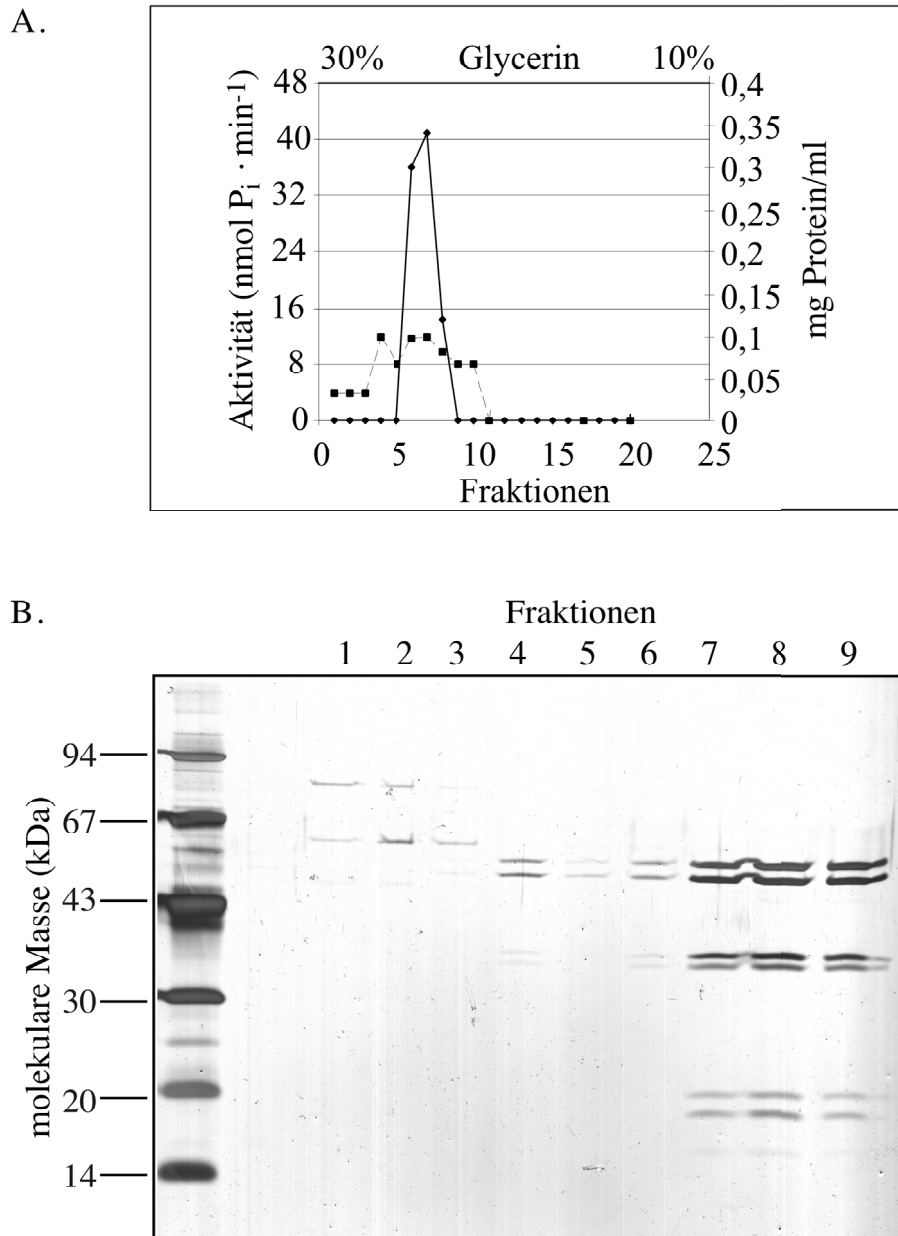 A.
30% Glycerin 10%
48
40
32
24
16
8
0
0,4
0,35
0,3
0,25
0,2
0,15
0,1
0,05
0
Aktivität (nmol Pi · min-1)
mg Protein/ml
0 5 10 15 20 25
Fraktionen
B.
Fraktionen
1 2 3 4 5 6 7 8 9
94
67
43
30
20
14
molekulare Masse (kDa)